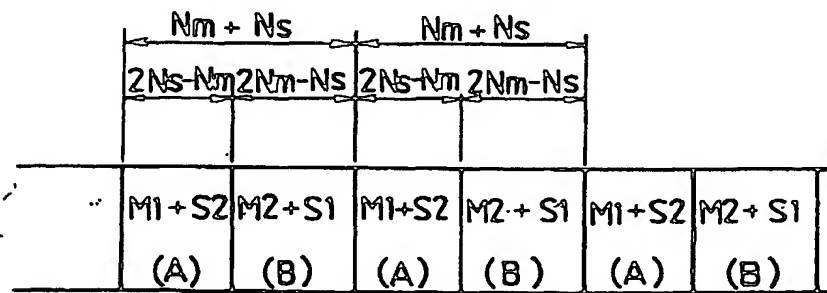 Nm + Ns Nm + Ns
2Ns-Nm 2Nm-Ns 2Ns-Nm 2Nm-Ns
M1+S2 M2+S1 M1+S2 M2+S1 M1+S2 M2+S1
(A) (B) (A) (B) (A) (B)